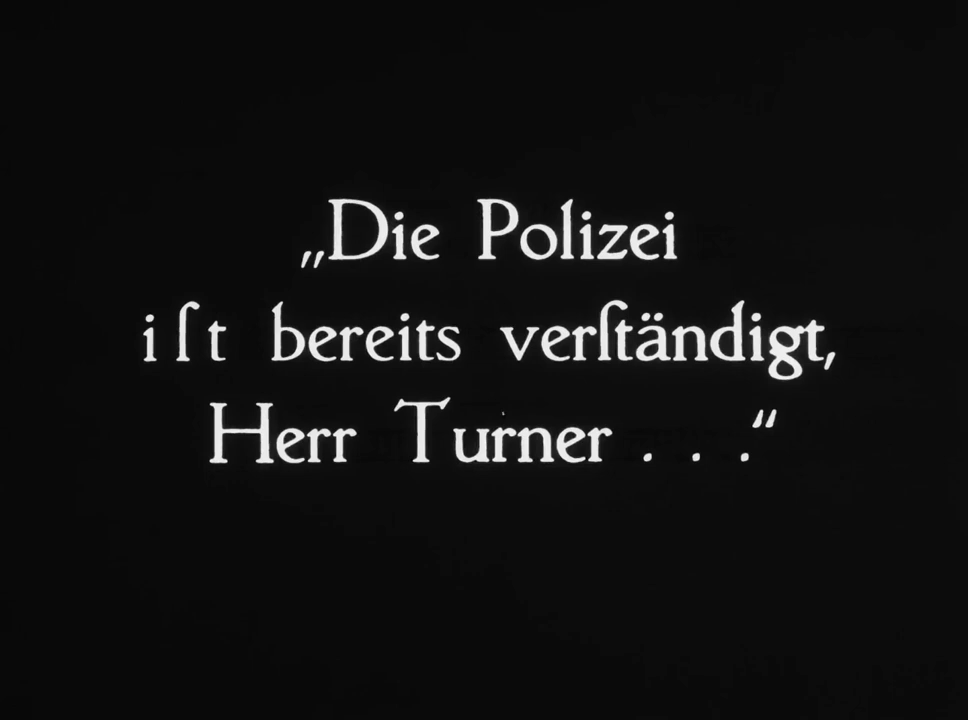 „Die Polizei
iſt bereits verſtändigt,
Herr Turner . . .“